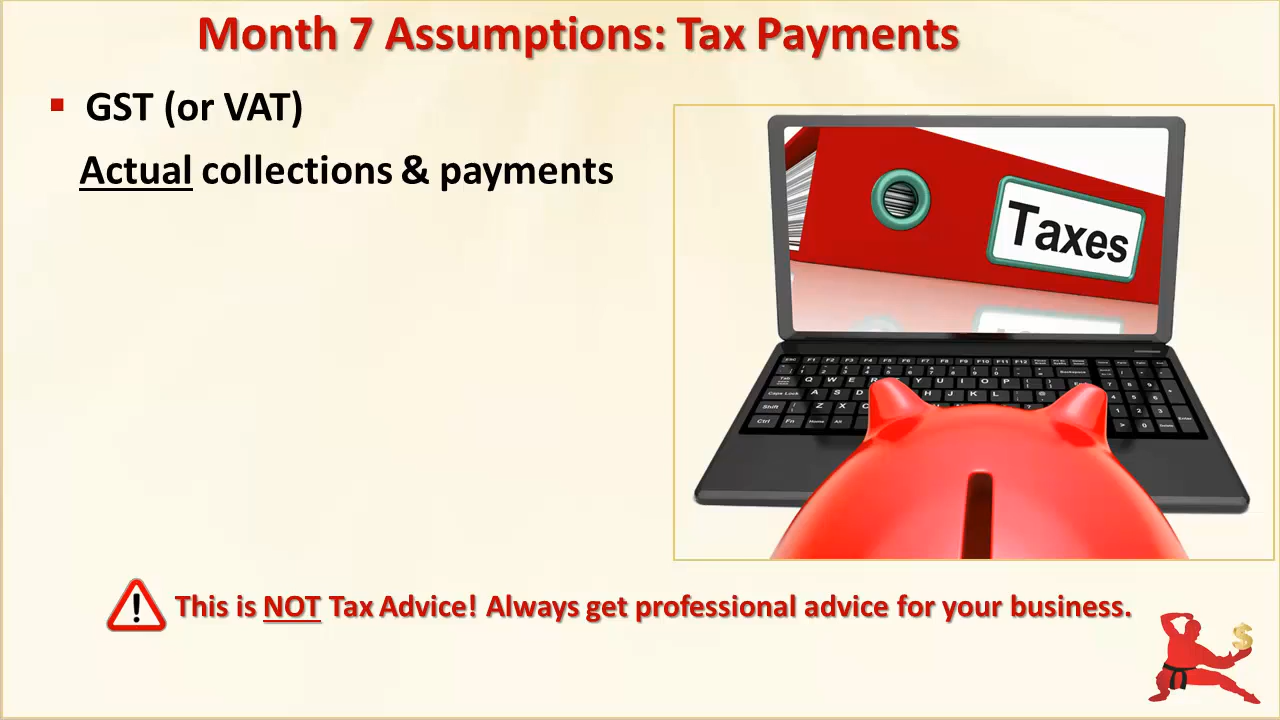 Month 7 Assumptions: Tax Payments
GST (or VAT)
Actual collections & payments
Taxes
This is NOT Tax Advice! Always get professional advice for your business.